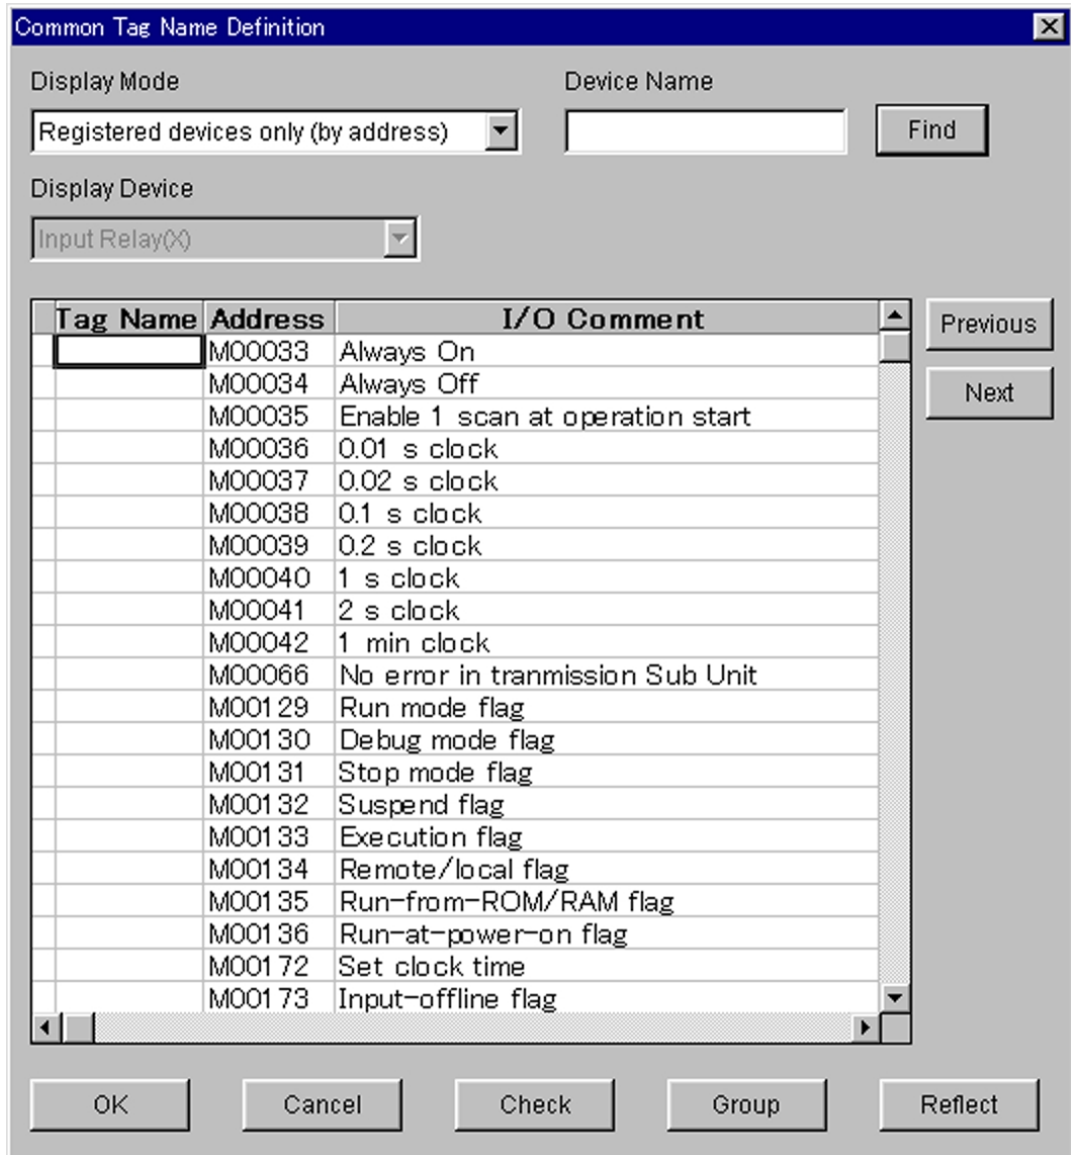 Common Tag Name Definition
Display Mode Device Name
Registered devices only (by address) Find
Display Device
Input Relay(X)
Tag Name Address I/O Comment Previous
M00033 Always On
M00034 Always Off Next
M00035 Enable 1 scan at operation start
M00036 0.01 s clock
M00037 0.02 s clock
M00038 0.1 s clock
M00039 0.2 s clock
M00040 1 s clock
M00041 2 s clock
M00042 1 min clock
M00066 No error in tranmission Sub Unit
M00129 Run mode flag
M00130 Debug mode flag
M00131 Stop mode flag
M00132 Suspend flag
M00133 Execution flag
M00134 Remote/local flag
M00135 Run-from-ROM/RAM flag
M00136 Run-at-power-on flag
M00172 Set clock time
M00173 Input-offline flag
OK Cancel Check Group Reflect